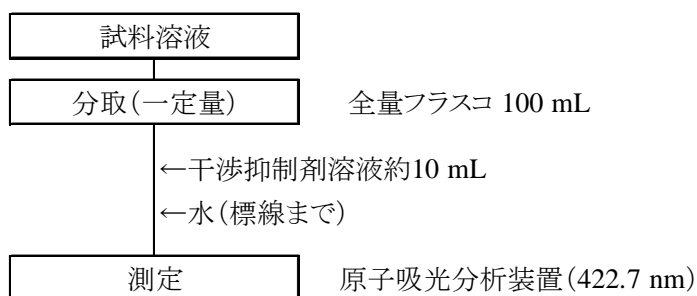 試料溶液
分取(一定量) 全量フラスコ 100 mL
←干渉抑制剤溶液約10 mL
←水(標線まで)
測定 原子吸光分析装置(422.7 nm)